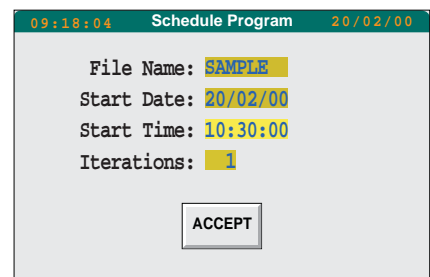 09:18:04 Schedule Program 20/02/00
File Name: SAMPLE
Start Date: 20/02/00
Start Time: 10:30:00
Iterations: 1
ACCEPT